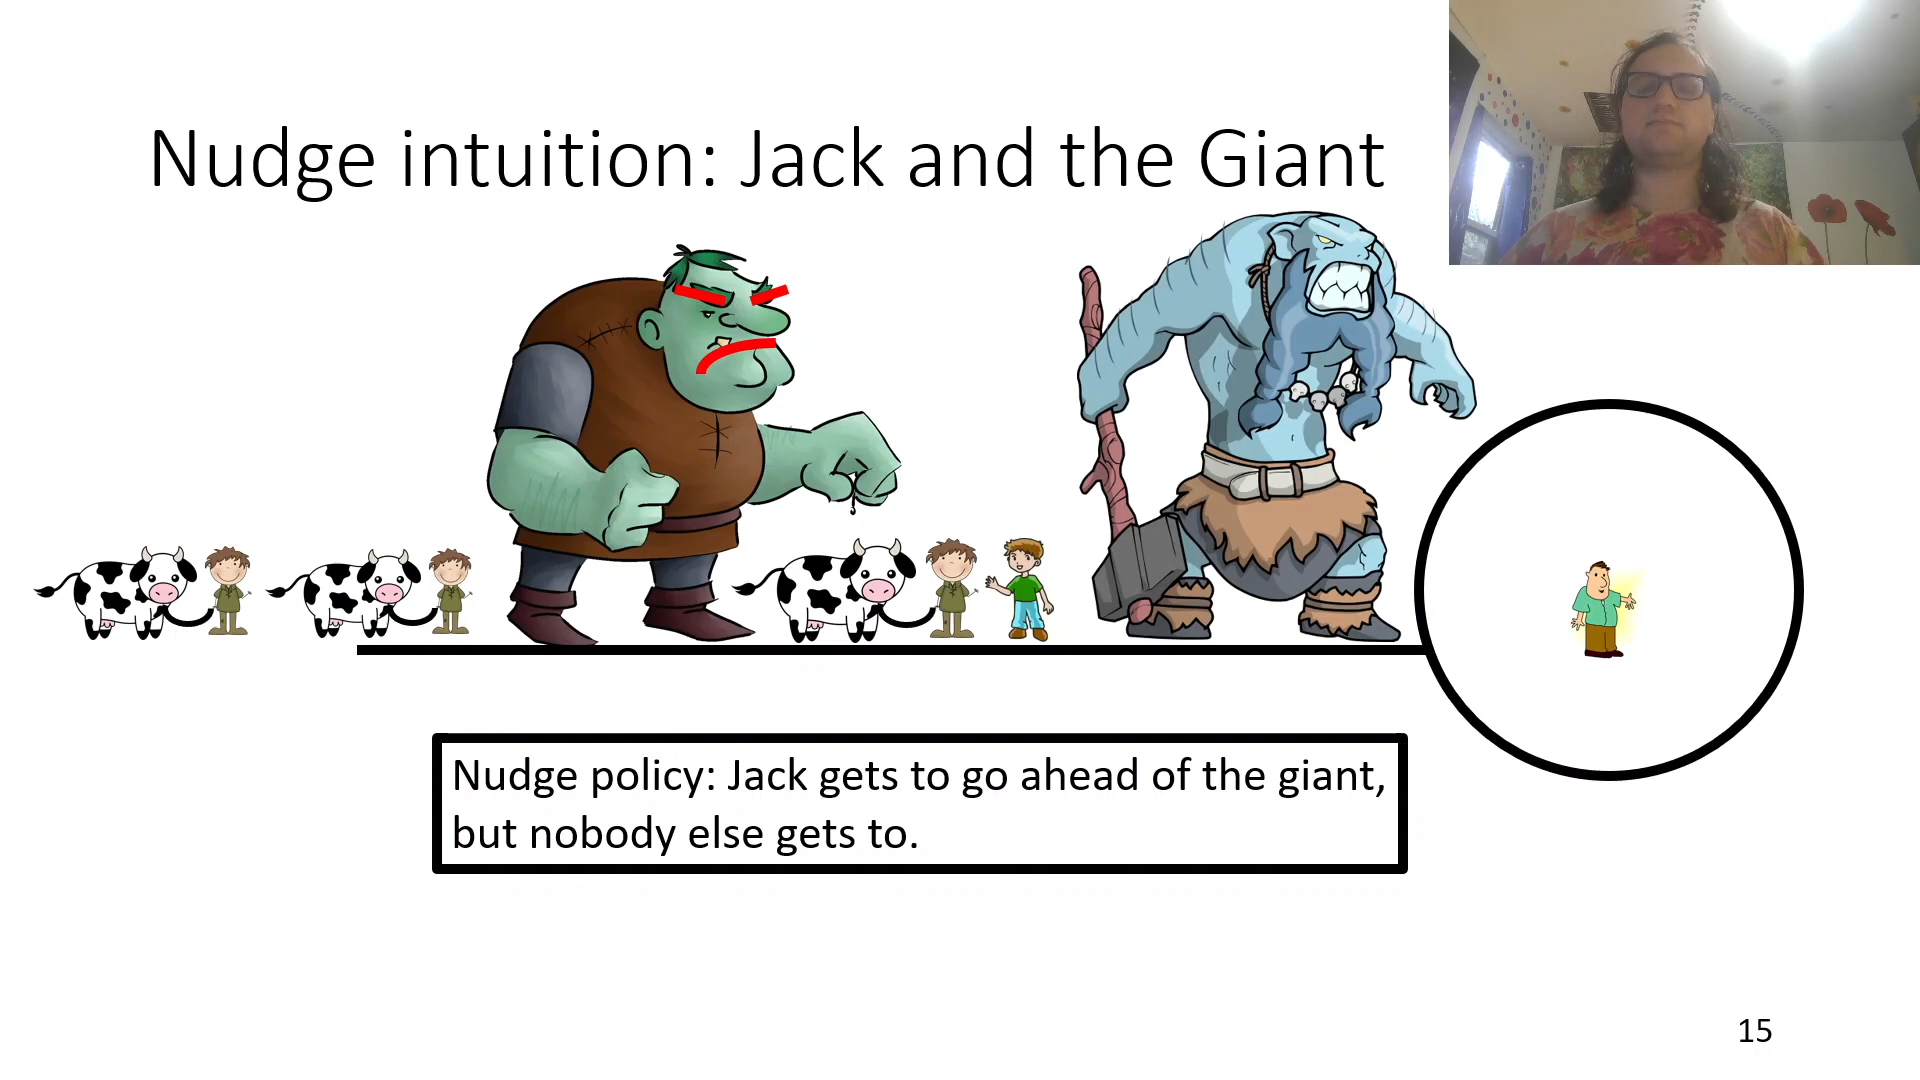 Nudge intuition: Jack and the Giant
Nudge policy: Jack gets to go ahead of the giant,
but nobody else gets to.
15